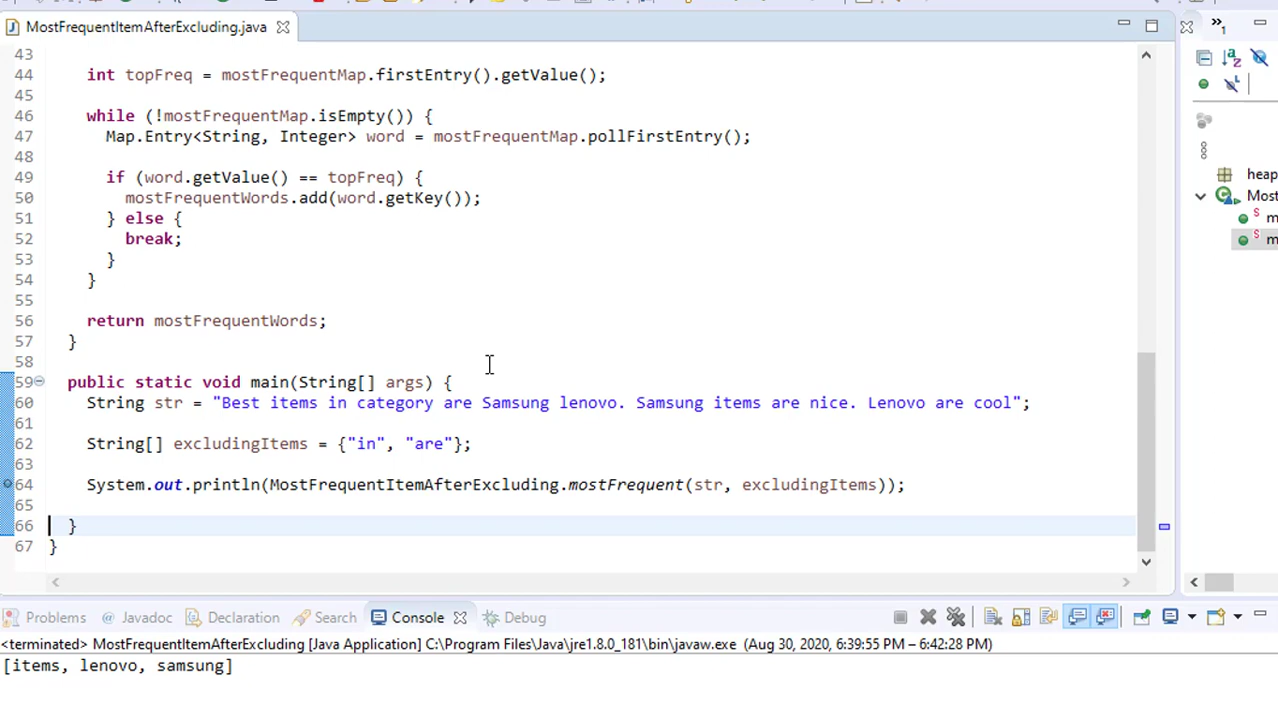 MostFrequentItemAfterExcluding.java
43
44 int topFreq = mostFrequentMap.firstEntry().getValue();
45
46 while (!mostFrequentMap.isEmpty()) {
47 Map.Entry<String, Integer> word = mostFrequentMap.pollFirstEntry();
48
49 if (word.getValue() == topFreq) {
50 mostFrequentWords.add(word.getKey());
51 } else {
52 break;
53 }
54 }
55
56 return mostFrequentWords;
57 }
58
59 public static void main(String[] args) {
60 String str = "Best items in category are Samsung lenovo. Samsung items are nice. Lenovo are cool";
61
62 String[] excludingItems = {"in", "are"};
63
64 System.out.println(MostFrequentItemAfterExcluding.mostFrequent(str, excludingItems));
65
66 }
67 }
heap
Most
m
m
Problems @ Javadoc Declaration Search Console Debug
<terminated> MostFrequentItemAfterExcluding [Java Application] C:\Program Files\Java\jre1.8.0_181\bin\javaw.exe (Aug 30, 2020, 6:39:55 PM – 6:42:28 PM)
[items, lenovo, samsung]